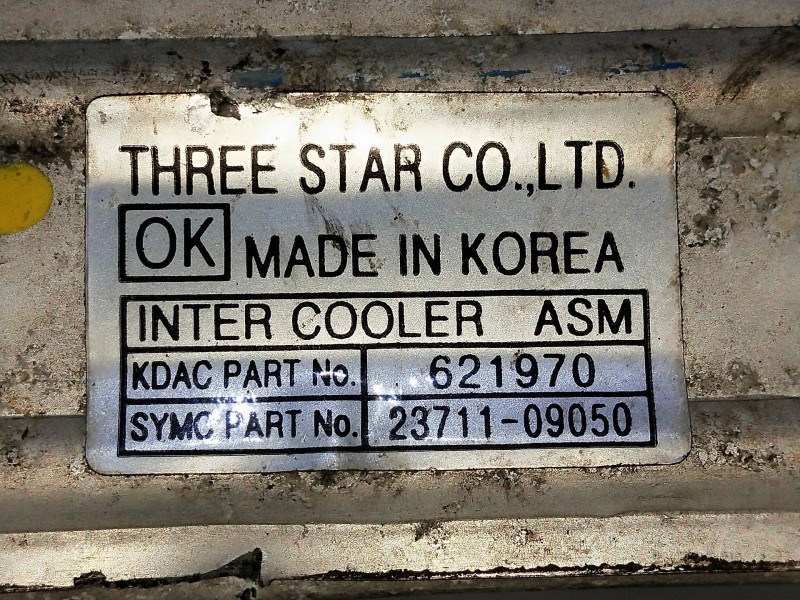 THREE STAR CO.,LTD.
OK MADE IN KOREA
INTER COOLER ASM
KDAC PART No. 621970
SYMC PART No. 23711-09050